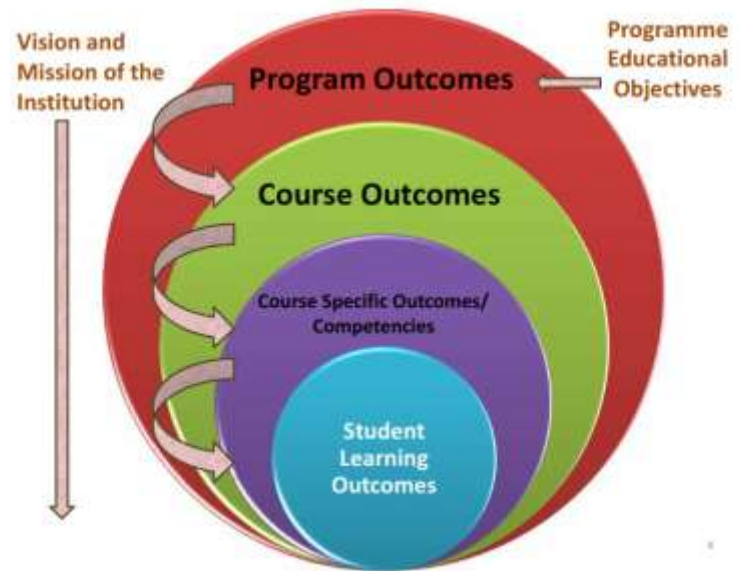 Vision and
Mission of the
Institution
Programme
Educational
Objectives
Program Outcomes
Course Outcomes
Course Specific Outcomes/
Competencies
Student
Learning
Outcomes